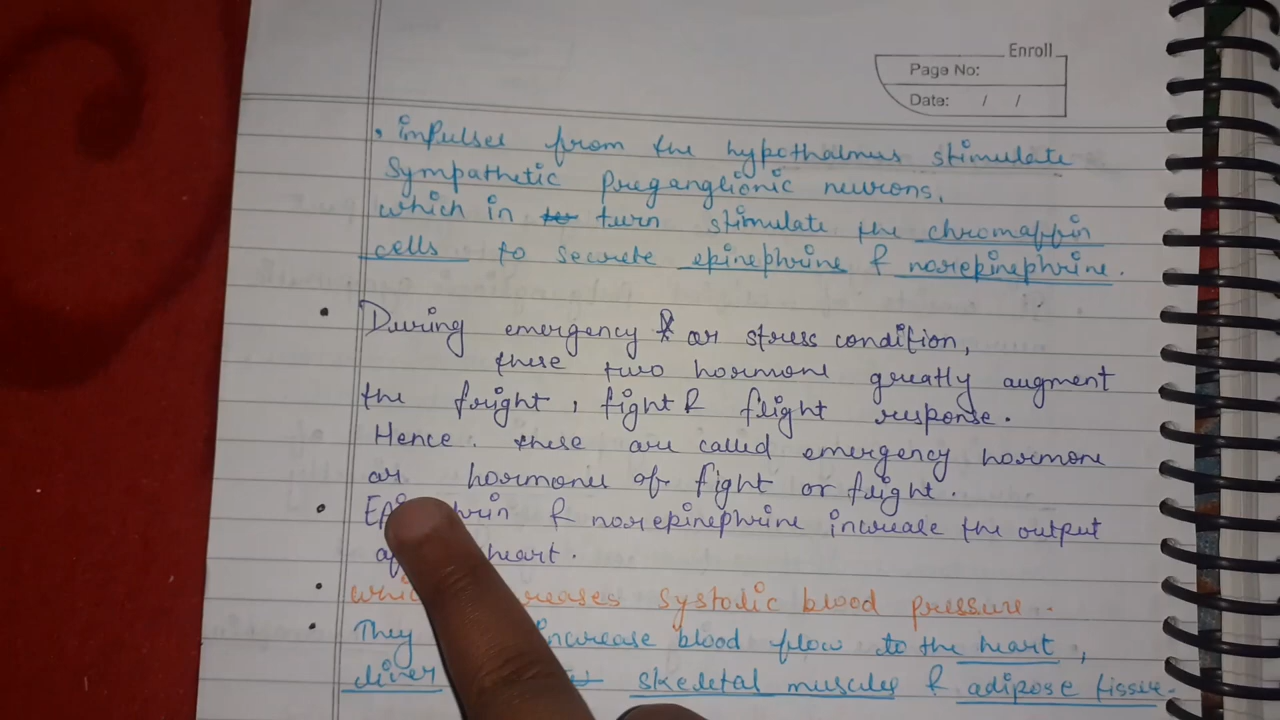 Enroll
Page No:
Date: / /
. impulses from the hypothalmus stimulate
Sympathetic Preganglionic neurons.
which in turn stimulate the chromaffin
cells to secrete epinephrine & norepinephrine.
• During emergency or stress condition,
these two hormone greatly augment
the fright, fight & flight response.
Hence. these are called emergency hormone
or hormones of fight or flight.
• & norepinephrine increase the output
heart.
• systolic blood pressure.
• They increase blood flow to the heart,
liver skeletal muscles & adipose tissue.